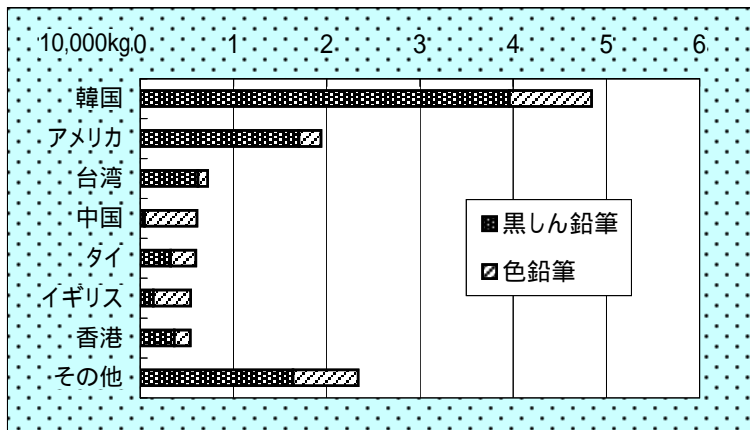 10,000kg 0 1 2 3 4 5 6
韓国
アメリカ
台湾
中国
タイ
イギリス
香港
その他
黒しん鉛筆
色鉛筆